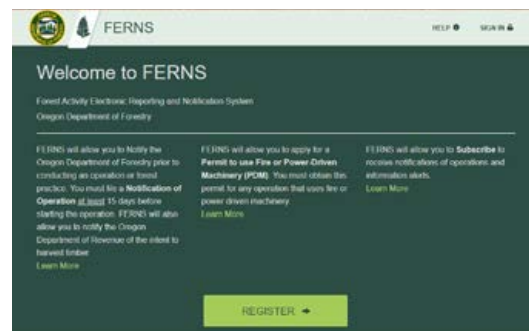 FERNS
HELP
SIGN IN
Welcome to FERNS
Forest Activity Electronic Reporting and Notification System
Oregon Department of Forestry
FERNS will allow you to Notify the
Oregon Department of Forestry prior to
conducting an operation or forest
practice. You must file a Notification of
Operation at least 15 days before
starting the operation. FERNS will also
allow you to notify the Oregon
Department of Revenue of the intent to
harvest timber
Learn More
FERNS will allow you to apply for a
Permit to use Fire or Power-Driven
Machinery (PDM). You must obtain this
permit for any operation that uses fire or
power driven machinery.
Learn More
FERNS will allow you to Subscribe to
receive notifications of operations and
information alerts.
Learn More
REGISTER